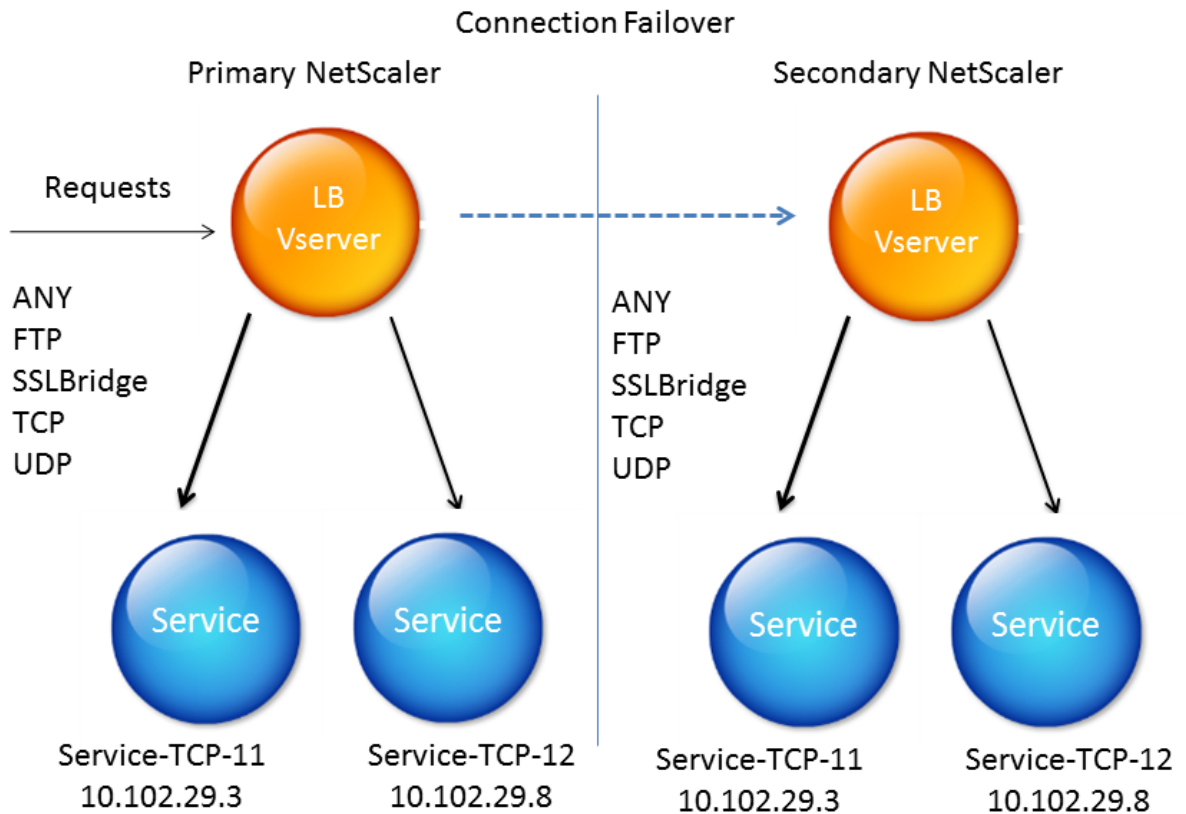 Connection Failover
Primary NetScaler
Secondary NetScaler
Requests
LB
Vserver
LB
Vserver
ANY
FTP
SSLBridge
TCP
UDP
ANY
FTP
SSLBridge
TCP
UDP
Service
Service
Service
Service
Service-TCP-11
10.102.29.3
Service-TCP-12
10.102.29.8
Service-TCP-11
10.102.29.3
Service-TCP-12
10.102.29.8